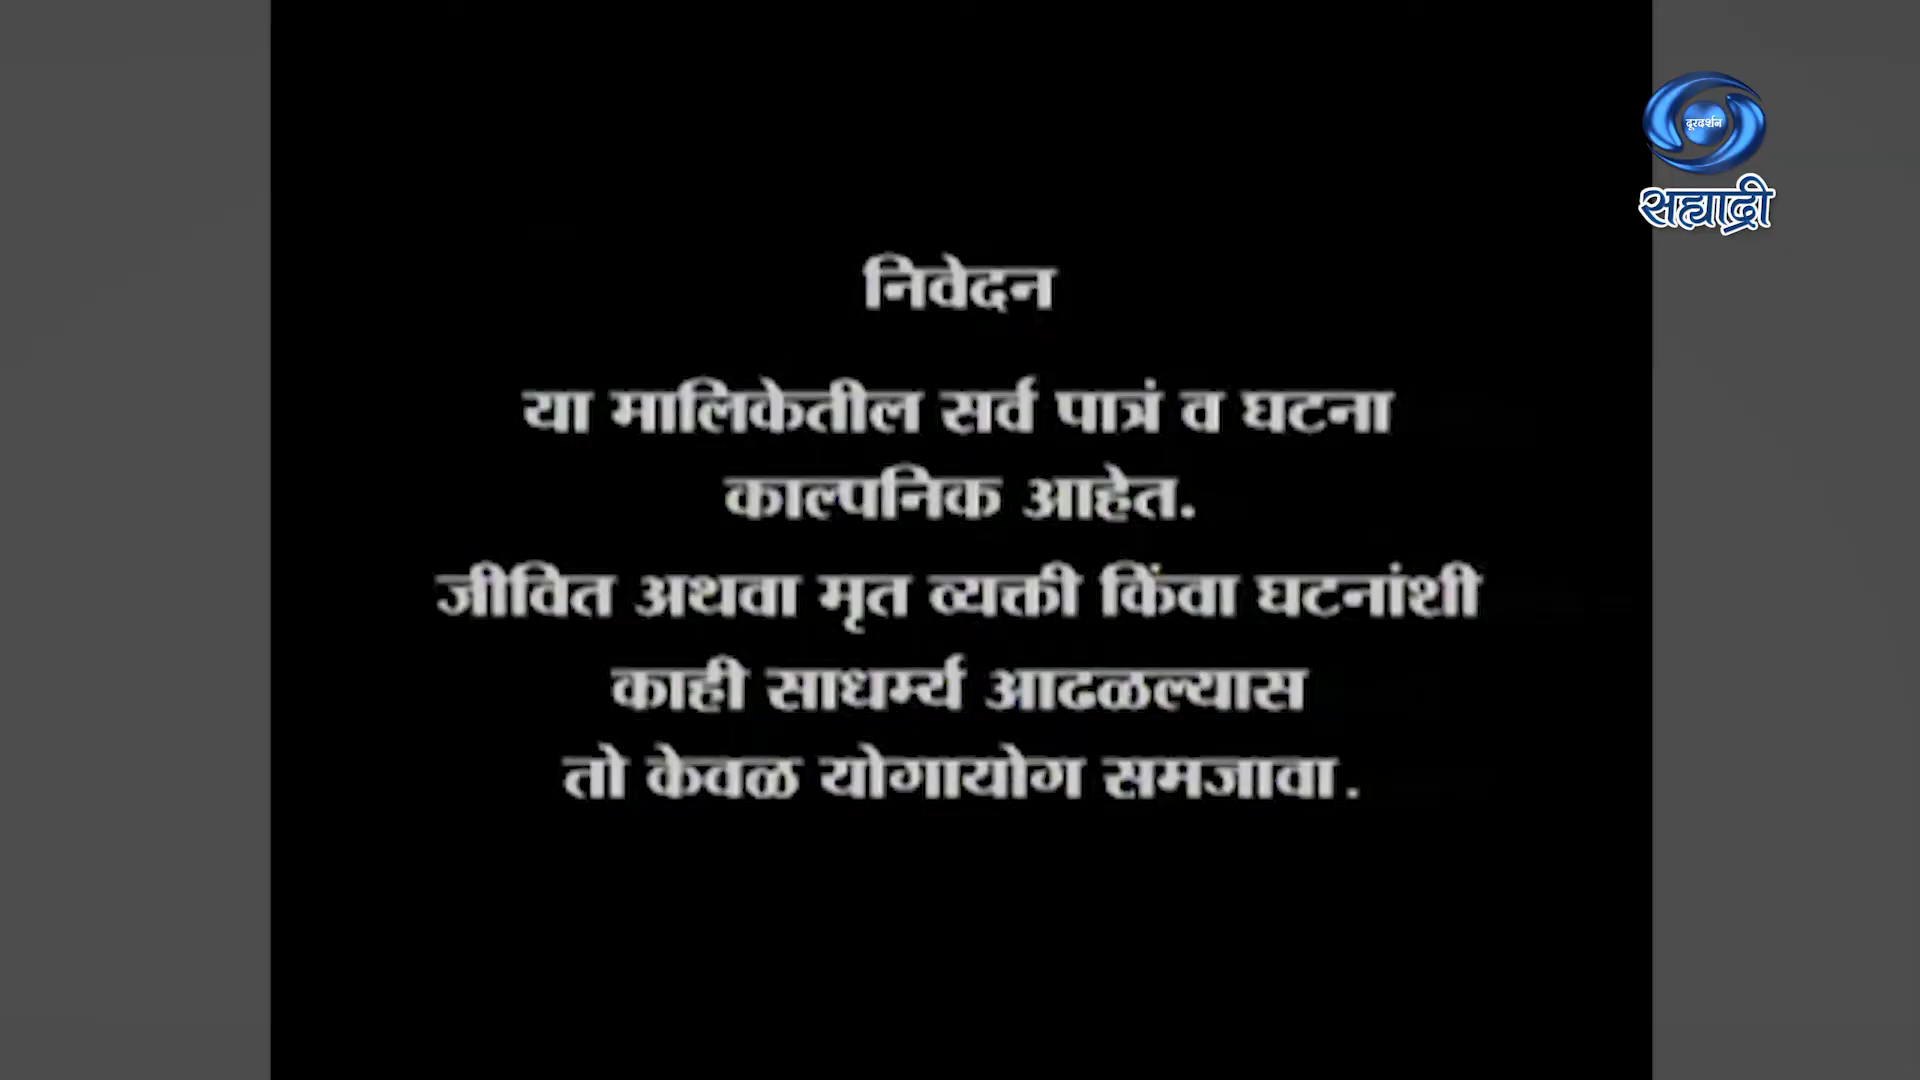 दूरदर्शन
सह्याद्री
निवेदन
या मालिकेतील सर्व पात्रं व घटना
काल्पनिक आहेत.
जीवित अथवा मृत व्यक्ती किंवा घटनांशी
काही साधर्म्य आढळल्यास
तो केवळ योगायोग समजावा.